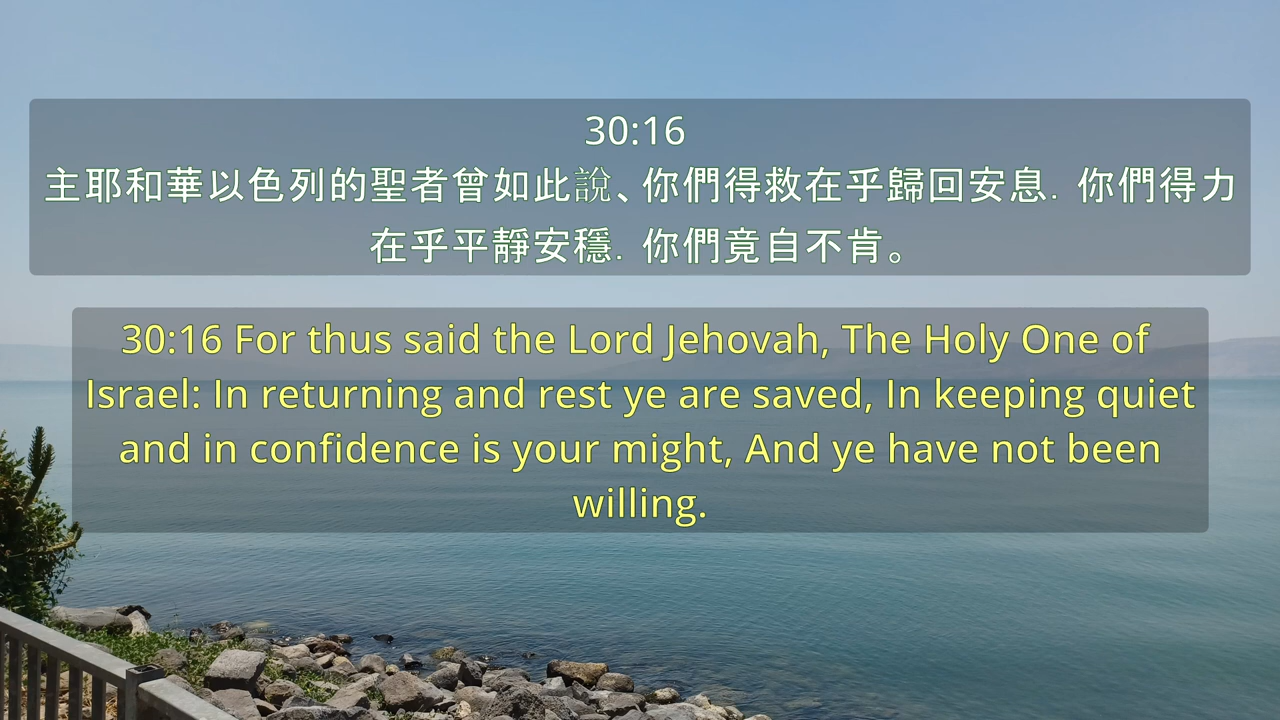 30:16
主耶和華以色列的聖者曾如此說、你們得救在乎歸回安息．你們得力
在乎平靜安穩．你們竟自不肯。
30:16 For thus said the Lord Jehovah, The Holy One of
Israel: In returning and rest ye are saved, In keeping quiet
and in confidence is your might, And ye have not been
willing.